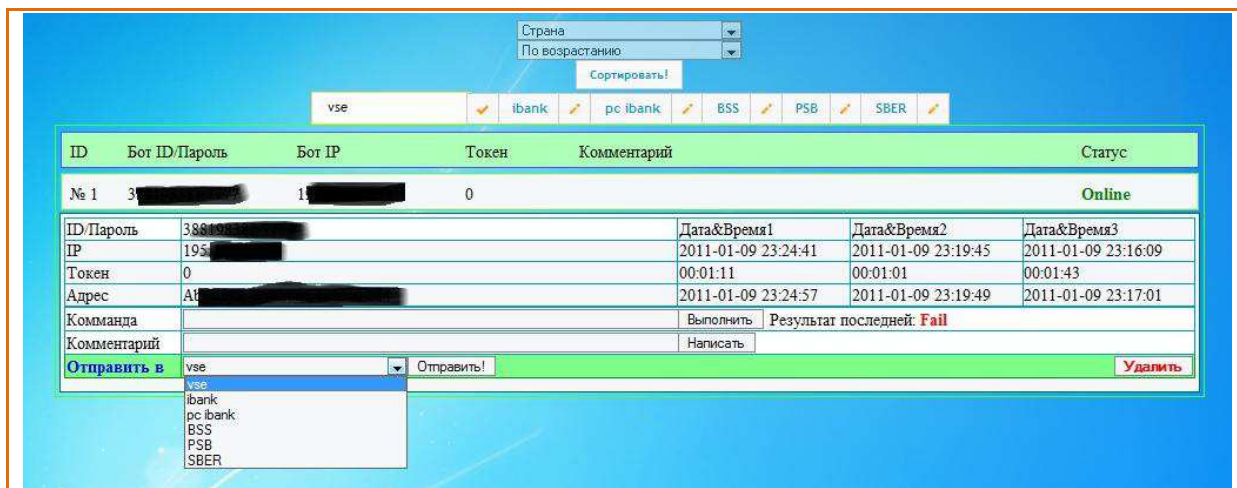 Страна
По возрастанию
Сортировать!
vse ibank pc ibank BSS PSB SBER
ID Бот ID/Пароль Бот IP Токен Комментарий Статус
№ 1 0 Online
ID/Пароль Дата&Время1 Дата&Время2 Дата&Время3
IP 195. 2011-01-09 23:24:41 2011-01-09 23:19:45 2011-01-09 23:16:09
Токен 0 00:01:11 00:01:01 00:01:43
Адрес 2011-01-09 23:24:57 2011-01-09 23:19:49 2011-01-09 23:17:01
Комманда Выполнить Результат последней: Fail
Комментарий Написать
Отправить в vse Отправить! Удалить
vse
ibank
pc ibank
BSS
PSB
SBER